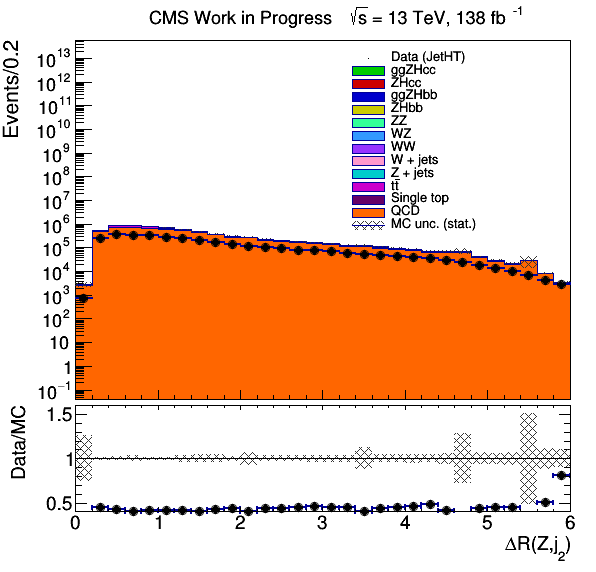 CMS Work in Progress √s = 13 TeV, 138 fb⁻¹
Events/0.2
10¹³
10¹²
10¹¹
10¹⁰
10⁹
10⁸
10⁷
10⁶
10⁵
10⁴
10³
10²
10
1
10⁻¹
Data (JetHT)
ggZHcc
ZHcc
ggZHbb
ZHbb
ZZ
WZ
WW
W + jets
Z + jets
tt̄
Single top
QCD
MC unc. (stat.)
Data/MC
1.5
1
0.5
0 1 2 3 4 5 6
ΔR(Z,j₂)